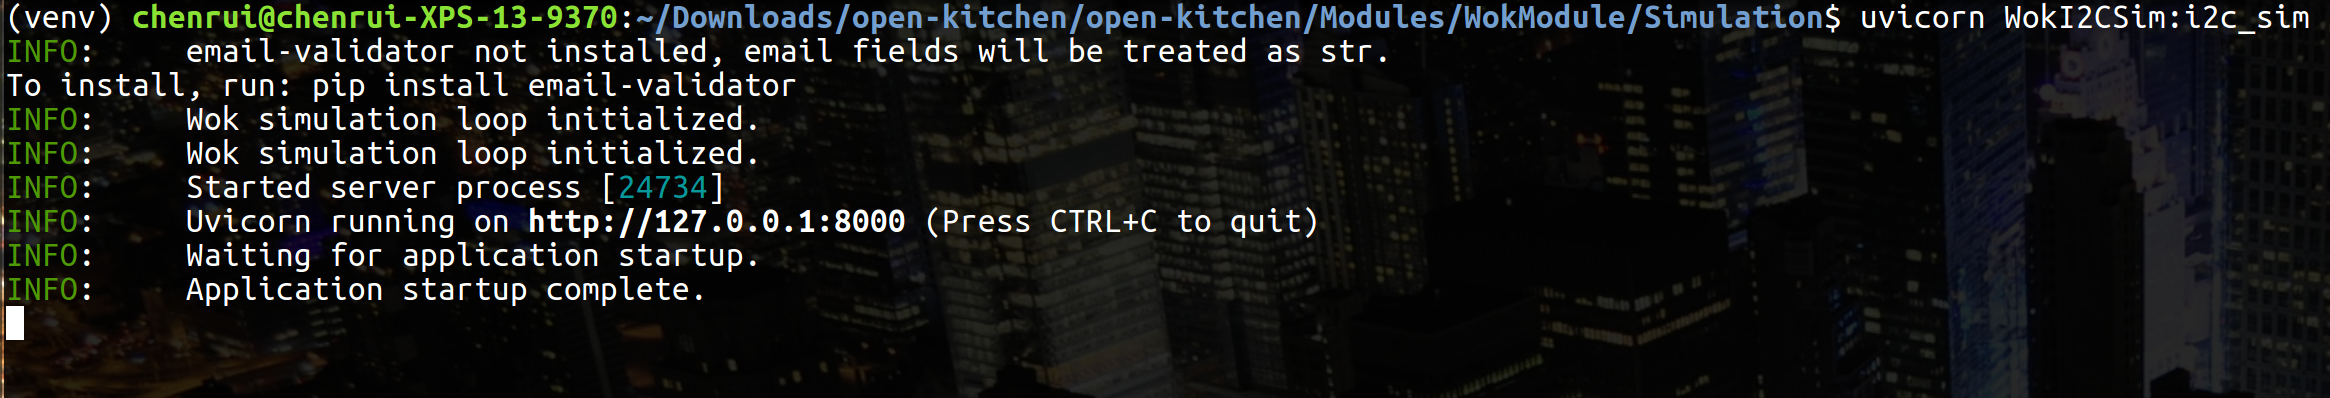 (venv) chenrui@chenrui-XPS-13-9370:~/Downloads/open-kitchen/open-kitchen/Modules/WokModule/Simulation$ uvicorn WokI2CSim:i2c_sim
INFO:     email-validator not installed, email fields will be treated as str.
To install, run: pip install email-validator
INFO:     Wok simulation loop initialized.
INFO:     Wok simulation loop initialized.
INFO:     Started server process [24734]
INFO:     Uvicorn running on http://127.0.0.1:8000 (Press CTRL+C to quit)
INFO:     Waiting for application startup.
INFO:     Application startup complete.